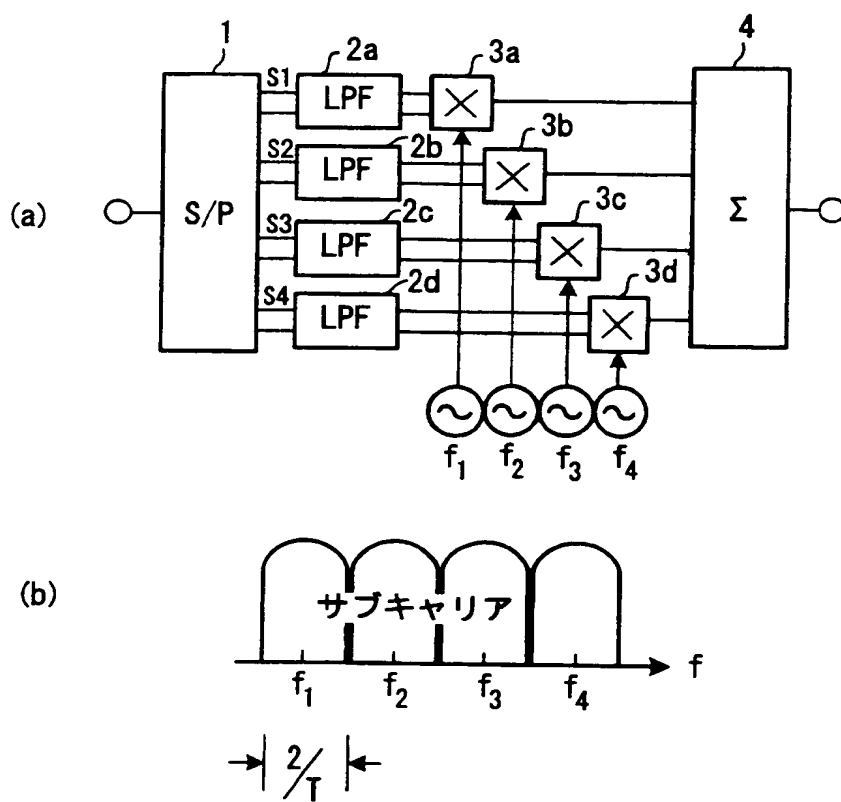 1
2a
3a
4
S1
LPF
3b
S2
2b
LPF
(a)
S/P
3c
S3
2c
LPF
Σ
3d
S4
2d
LPF
f1
f2
f3
f4
(b)
サブキャリア
f
f1
f2
f3
f4
2/T